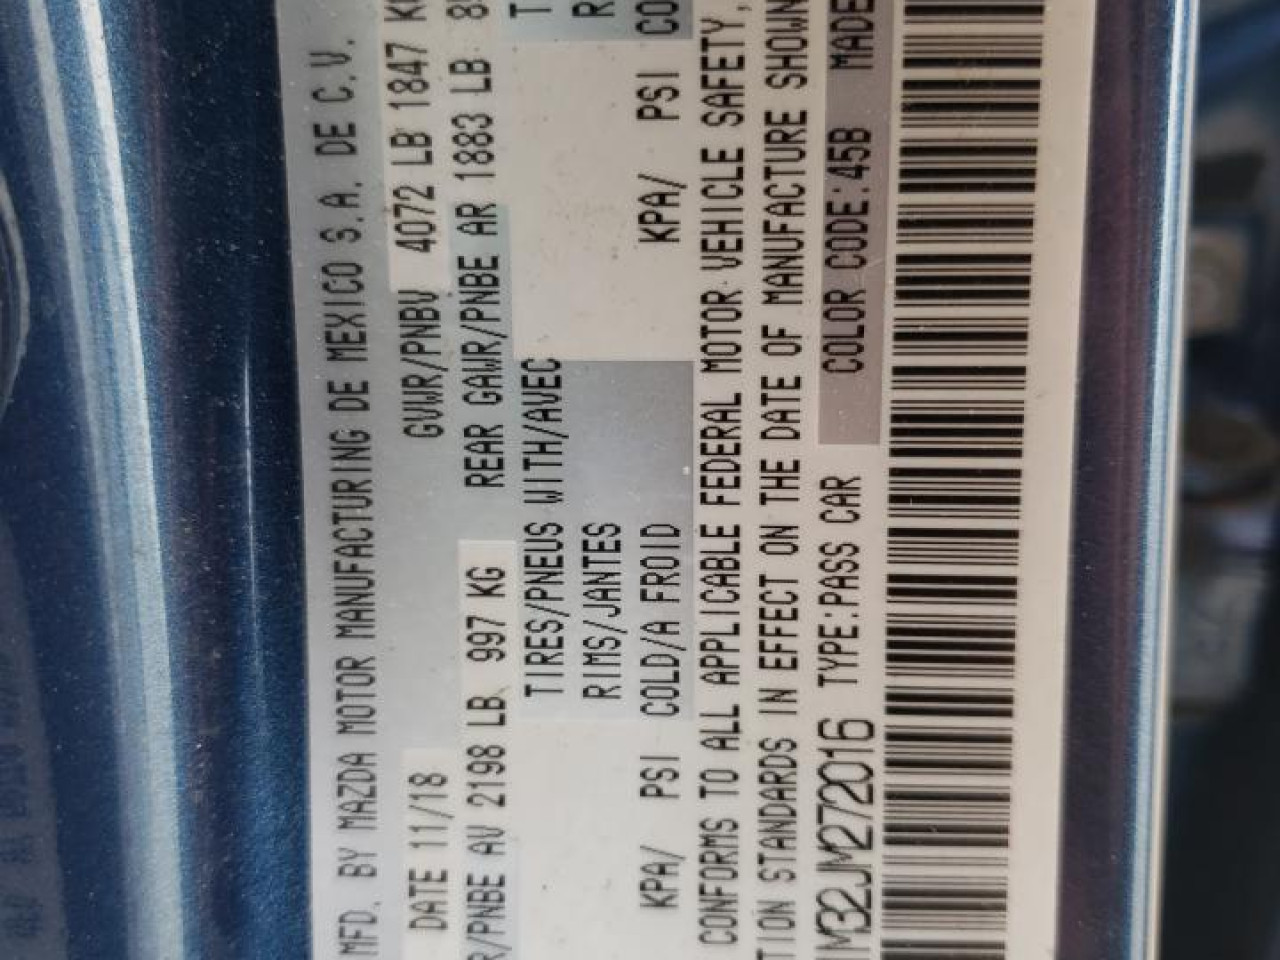 MFD. BY MAZDA MOTOR MANUFACTURING DE MEXICO S.A. DE C.V.
DATE 11/18 GVWR/PNBV 4072 LB 1847
R/PNBE AV 2198 LB 997 KG REAR GAWR/PNBE AR 1883 LB
TIRES/PNEUS WITH/AVEC
RIMS/JANTES
KPA/ PSI COLD/A FROID KPA/ PSI CO
CONFORMS TO ALL APPLICABLE FEDERAL MOTOR VEHICLE SAFETY,
TION STANDARDS IN EFFECT ON THE DATE OF MANUFACTURE SHOWN
M32JM272016 TYPE:PASS CAR COLOR CODE:45B MADE